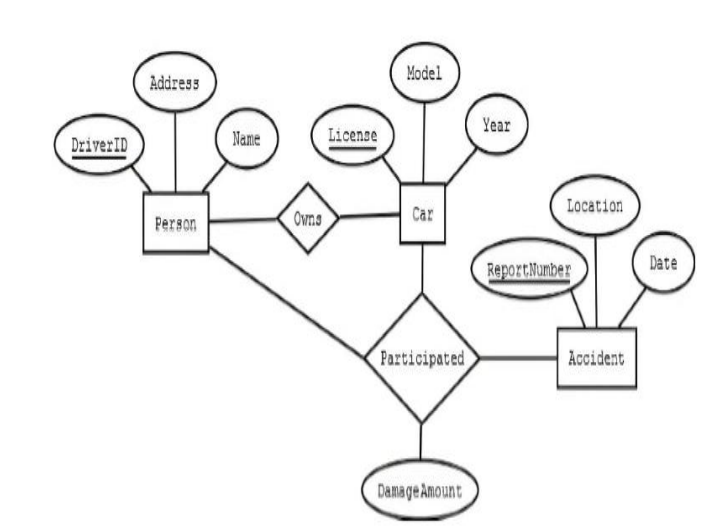 Model
Address
Year
License
Name
DriverID
Location
Car
Owns
Person
Date
ReportNumber
Participated
Accident
DamageAmount